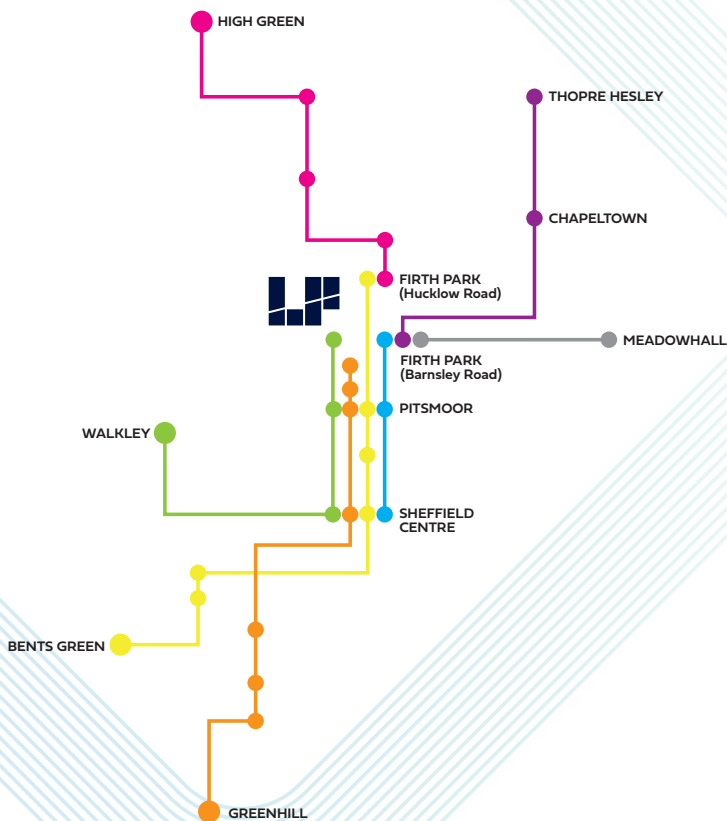 HIGH GREEN
THOPRE HESLEY
CHAPELTOWN
FIRTH PARK
(Hucklow Road)
UP
MEADOWHALL
FIRTH PARK
(Barnsley Road)
PITSMOOR
WALKLEY
SHEFFIELD
CENTRE
BENTS GREEN
GREENHILL